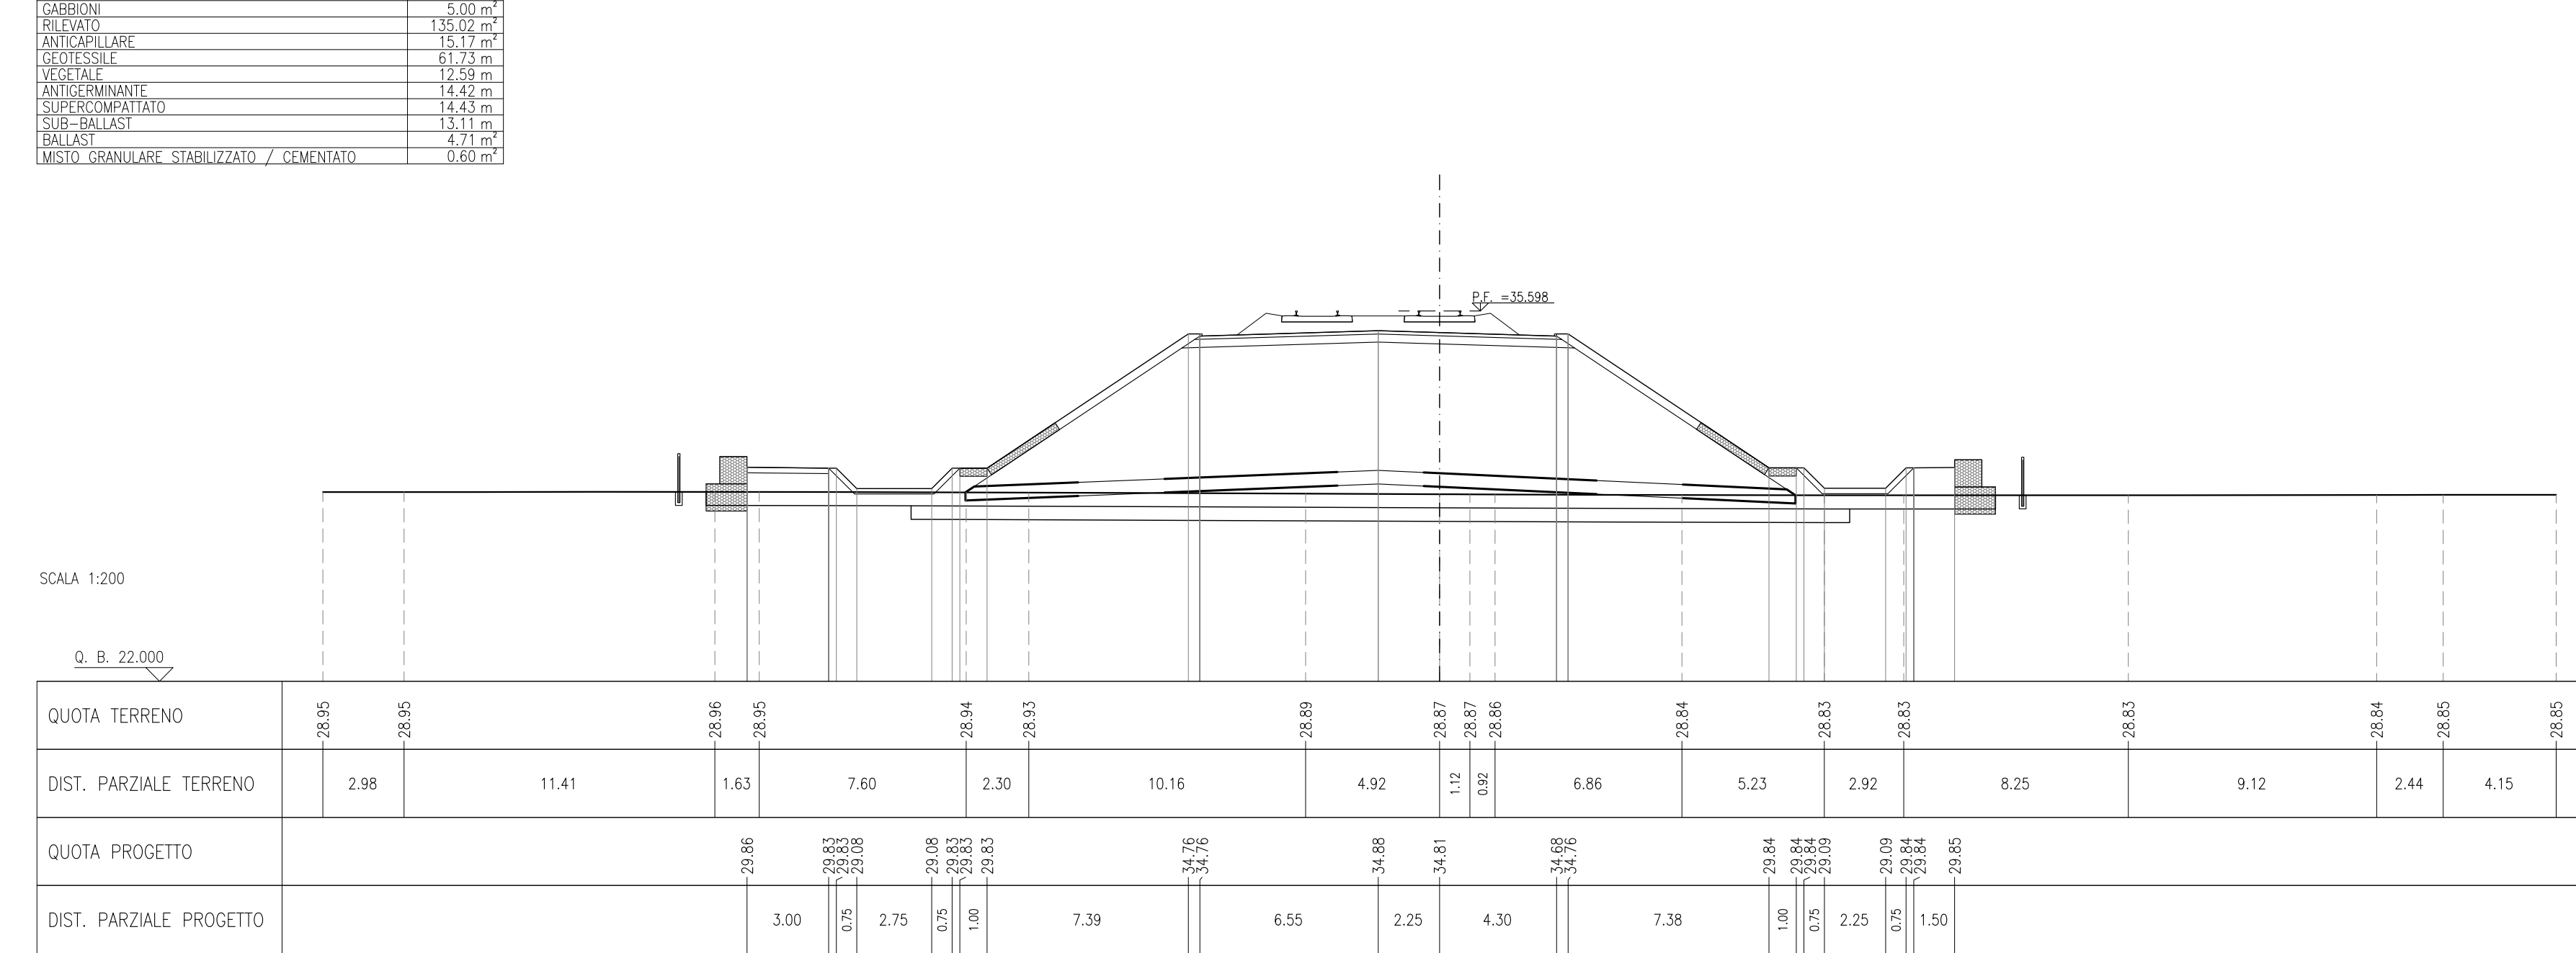 GABBIONI 5.00 m²
RILEVATO 135.02 m²
ANTICAPILLARE 15.17 m²
GEOTESSILE 61.73 m
VEGETALE 12.59 m
ANTIGERMINANTE 14.42 m
SUPERCOMPATTATO 14.43 m
SUB-BALLAST 13.11 m
BALLAST 4.71 m²
MISTO GRANULARE STABILIZZATO / CEMENTATO 0.60 m²
P.F. =35.598
SCALA 1:200
Q. B. 22.000
QUOTA TERRENO 28.95 28.95 28.96 28.95 28.94 28.93 28.89 28.87 28.87 28.86 28.84 28.83 28.83 28.83 28.84 28.85 28.85
DIST. PARZIALE TERRENO 2.98 11.41 1.63 7.60 2.30 10.16 4.92 1.12 0.92 6.86 5.23 2.92 8.25 9.12 2.44 4.15
QUOTA PROGETTO 29.86 29.83 29.83 29.08 29.08 29.83 29.83 29.83 34.76 34.76 34.88 34.81 34.68 34.76 29.84 29.84 29.84 29.09 29.09 29.84 29.84 29.85
DIST. PARZIALE PROGETTO 3.00 0.75 2.75 0.75 1.00 7.39 6.55 2.25 4.30 7.38 1.00 0.75 2.25 0.75 1.50